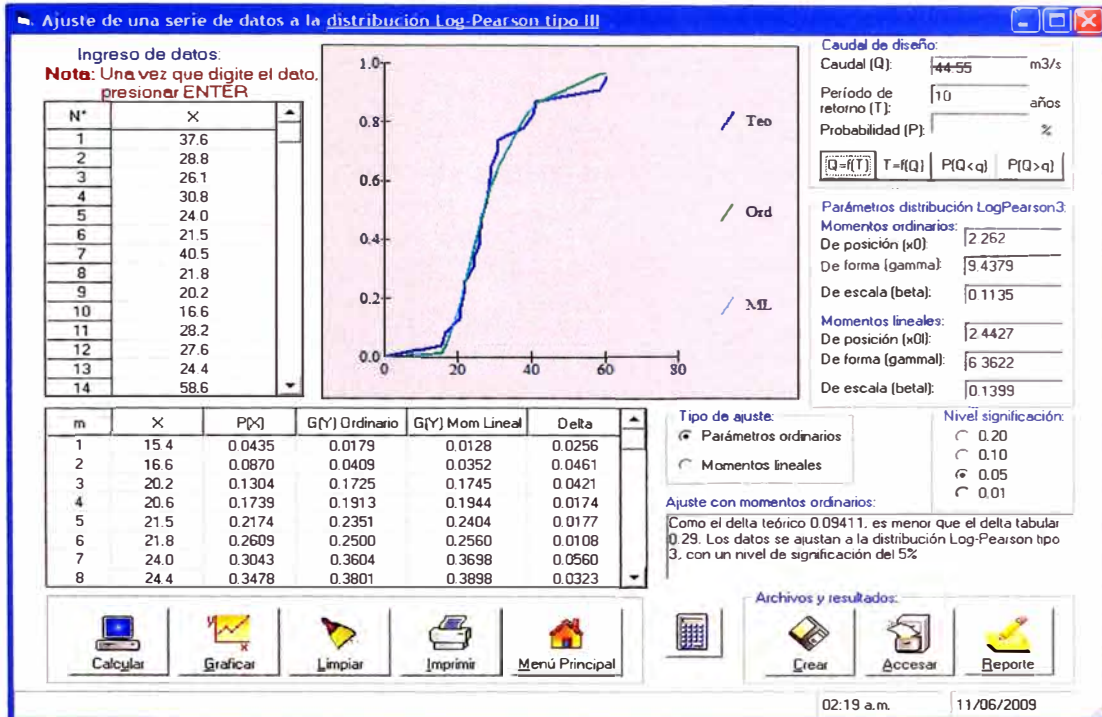 Ajuste de una serie de datos a la distribución Log-Pearson tipo III
Ingreso de datos:
Nota: Una vez que digite el dato,
presionar ENTER
N° X
1 37.6
2 28.8
3 26.1
4 30.8
5 24.0
6 21.5
7 40.5
8 21.8
9 20.2
10 16.6
11 28.2
12 27.6
13 24.4
14 58.6
1.0
0.8
0.6
0.4
0.2
0.0
0 20 40 60 80
Teo
Ord
ML
Caudal de diseño:
Caudal (Q): 44.55 m3/s
Período de
retorno (T): 10 años
Probabilidad (P): %
Q=f(T) T=f(Q) P(Q<q) P(Q>q)
Parámetros distribución LogPearson3:
Momentos ordinarios:
De posición (x0): 2.262
De forma (gamma): 9.4379
De escala (beta): 0.1135
Momentos lineales:
De posición (x0l): 2.4427
De forma (gammal): 6.3622
De escala (betal): 0.1399
m X P(X) G(Y) Ordinario G(Y) Mom Lineal Delta
1 15.4 0.0435 0.0179 0.0128 0.0256
2 16.6 0.0870 0.0409 0.0352 0.0461
3 20.2 0.1304 0.1725 0.1745 0.0421
4 20.6 0.1739 0.1913 0.1944 0.0174
5 21.5 0.2174 0.2351 0.2404 0.0177
6 21.8 0.2609 0.2500 0.2560 0.0108
7 24.0 0.3043 0.3604 0.3698 0.0560
8 24.4 0.3478 0.3801 0.3898 0.0323
Tipo de ajuste:
Parámetros ordinarios
Momentos lineales
Nivel significación:
0.20
0.10
0.05
0.01
Ajuste con momentos ordinarios:
Como el delta teórico 0.09411, es menor que el delta tabular
0.29. Los datos se ajustan a la distribución Log-Pearson tipo
3, con un nivel de significación del 5%
Archivos y resultados:
Calcular Graficar Limpiar Imprimir Menú Principal Crear Accesar Reporte
02:19 a.m. 11/06/2009